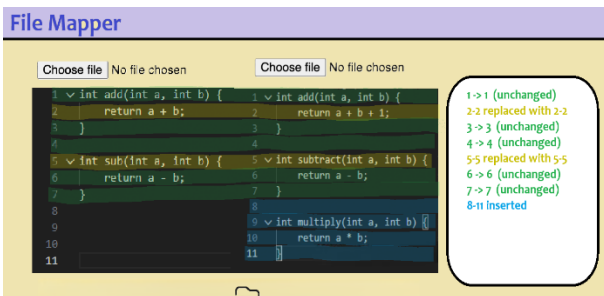 File Mapper
Choose file No file chosen
Choose file No file chosen
1 int add(int a, int b) {
2 return a + b;
3 }
4
5 int sub(int a, int b) {
6 return a - b;
7 }
8
9
10
11
1 int add(int a, int b) {
2 return a + b + 1;
3 }
4
5 int subtract(int a, int b) {
6 return a - b;
7 }
8
9 int multiply(int a, int b) {
10 return a * b;
11 }
1 -> 1 (unchanged)
2-2 replaced with 2-2
3 -> 3 (unchanged)
4 -> 4 (unchanged)
5-5 replaced with 5-5
6 -> 6 (unchanged)
7 -> 7 (unchanged)
8-11 inserted